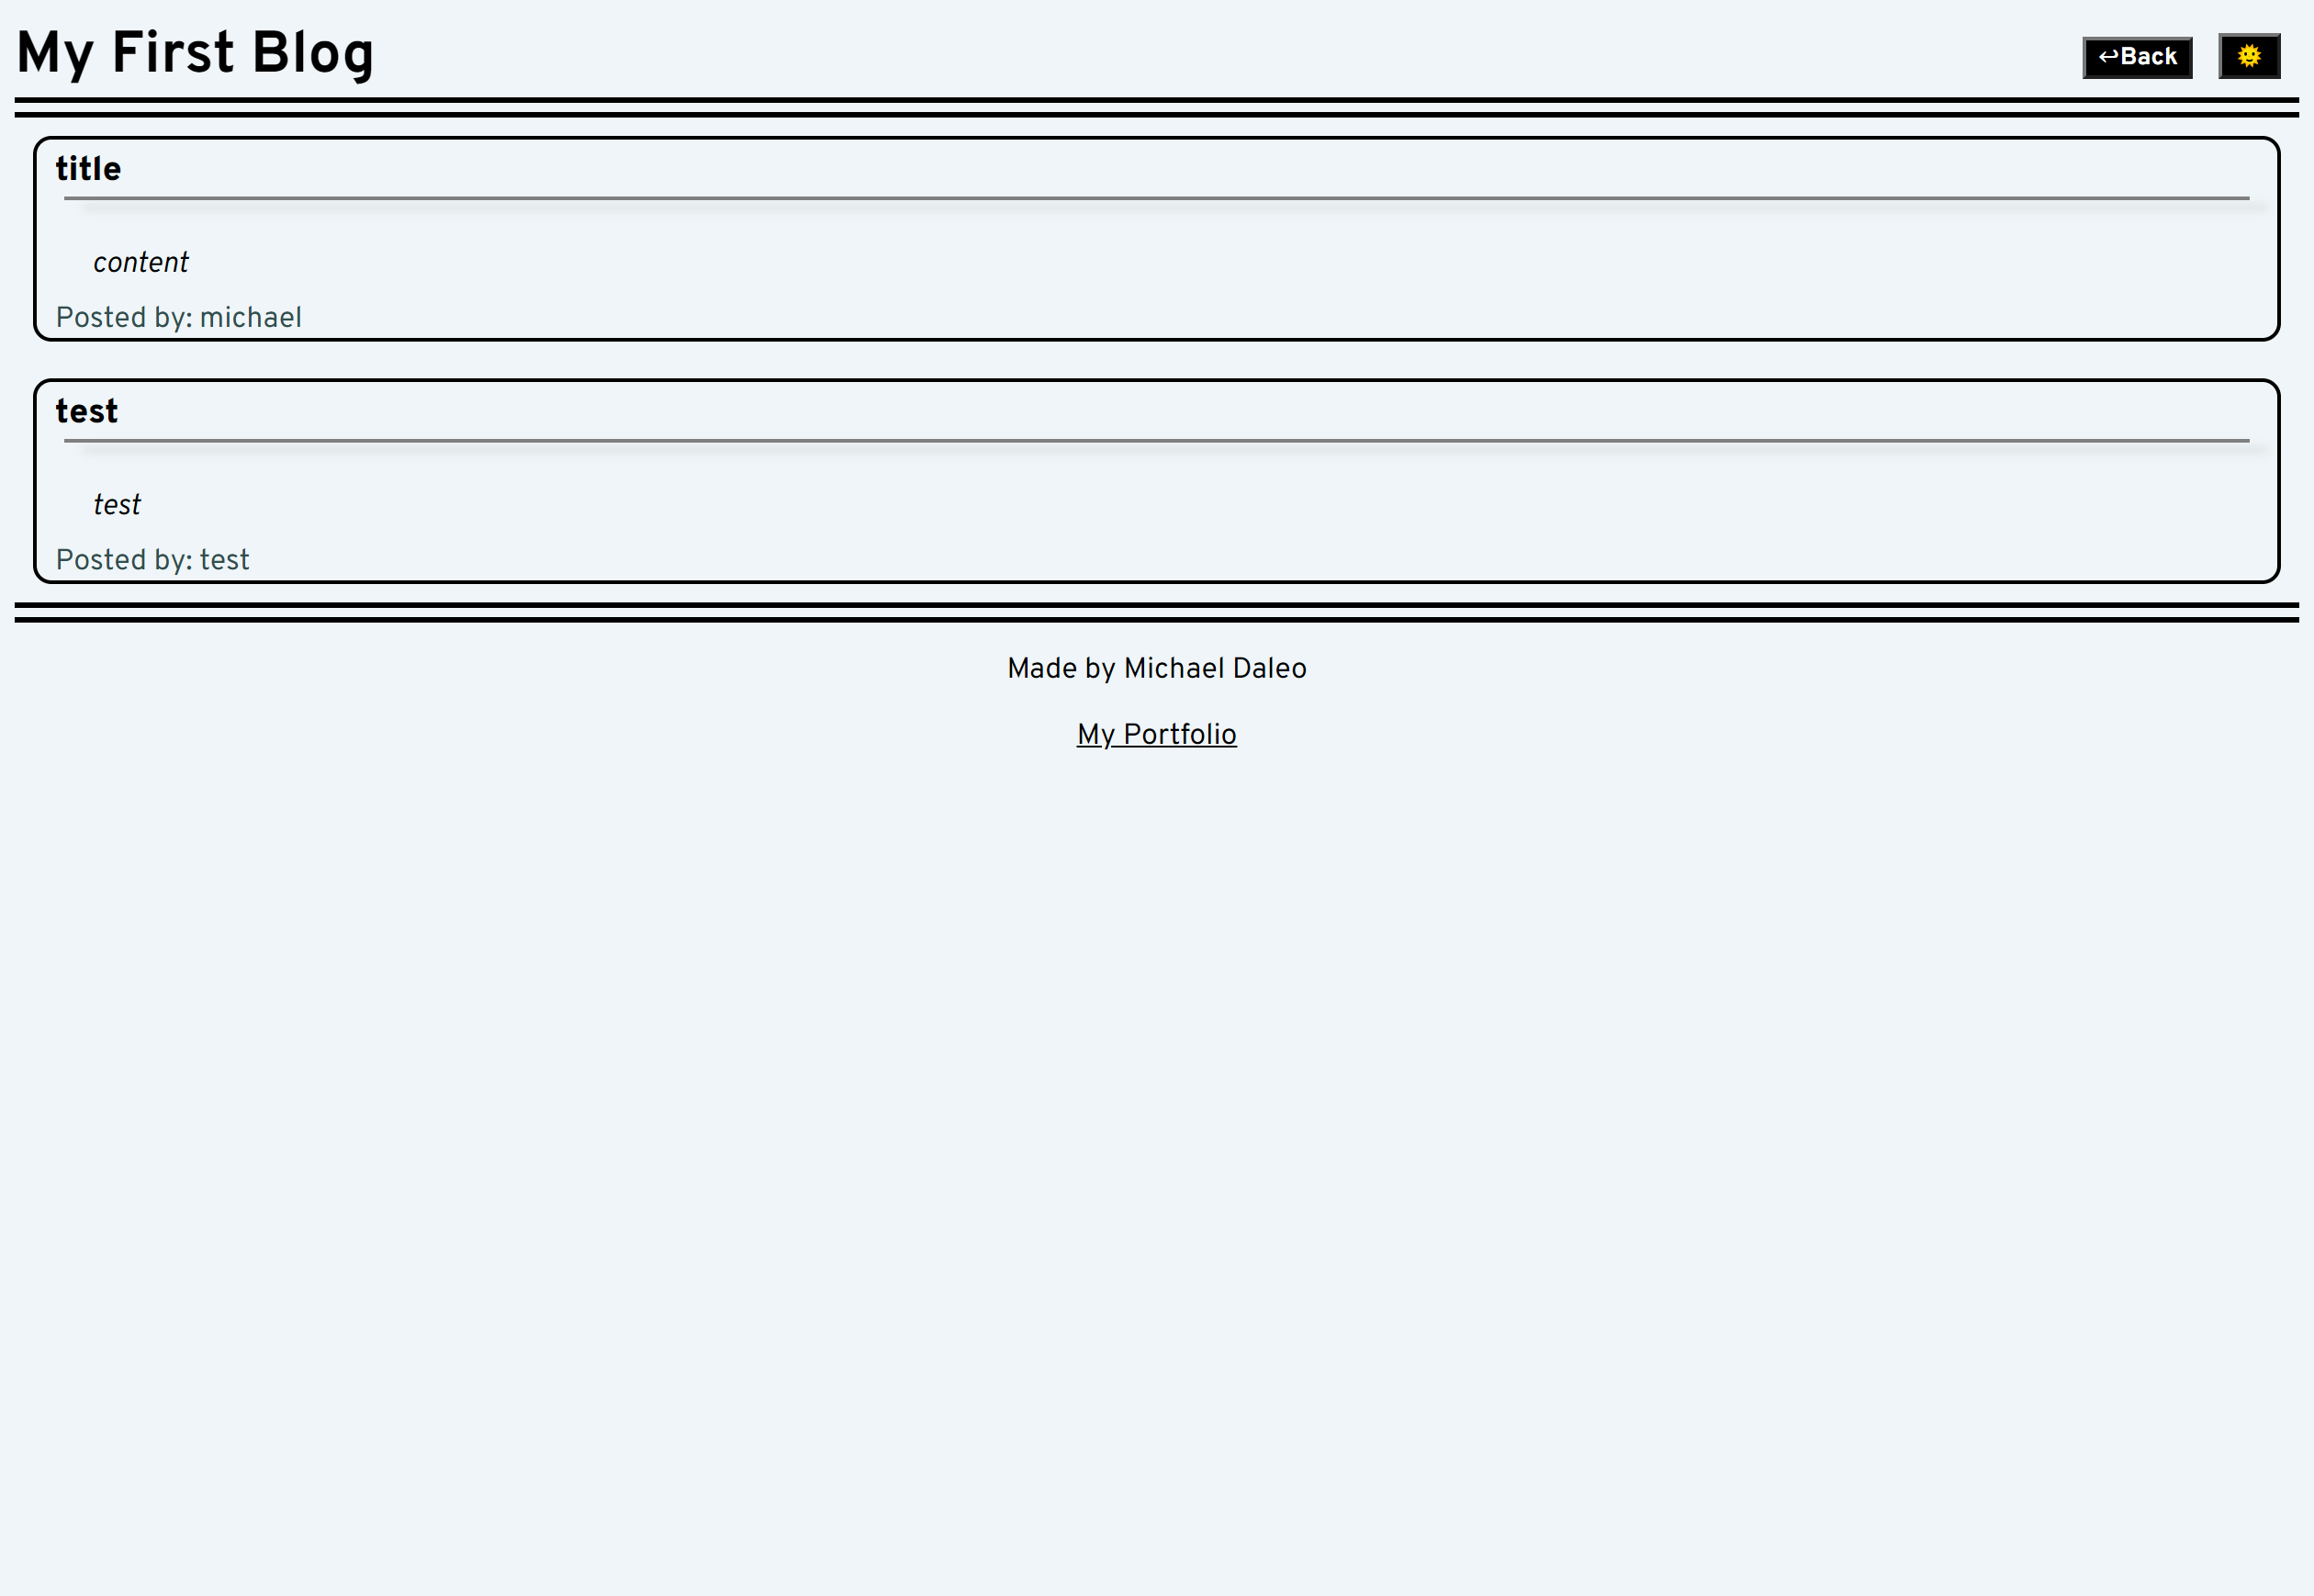 My First Blog
↩Back 🌞
title
content
Posted by: michael
test
test
Posted by: test
Made by Michael Daleo
My Portfolio